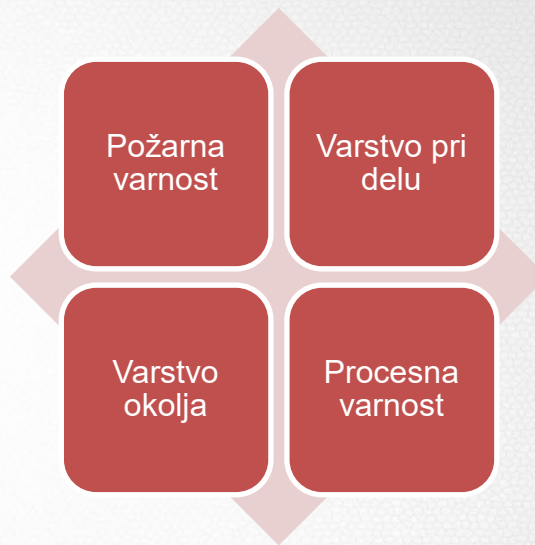 Požarna
varnost
Varstvo pri
delu
Varstvo
okolja
Procesna
varnost